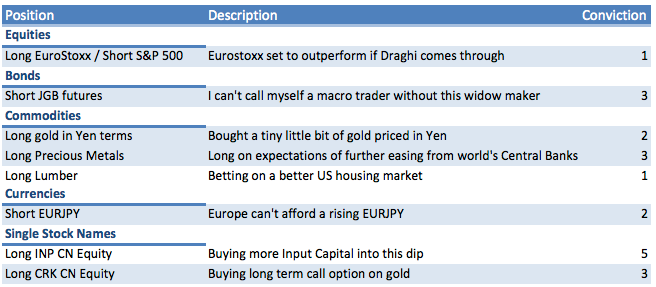 Position Description Conviction
Equities
Long EuroStoxx / Short S&P 500 Eurostoxx set to outperform if Draghi comes through 1
Bonds
Short JGB futures I can't call myself a macro trader without this widow maker 3
Commodities
Long gold in Yen terms Bought a tiny little bit of gold priced in Yen 2
Long Precious Metals Long on expectations of further easing from world's Central Banks 3
Long Lumber Betting on a better US housing market 1
Currencies
Short EURJPY Europe can't afford a rising EURJPY 2
Single Stock Names
Long INP CN Equity Buying more Input Capital into this dip 5
Long CRK CN Equity Buying long term call option on gold 3